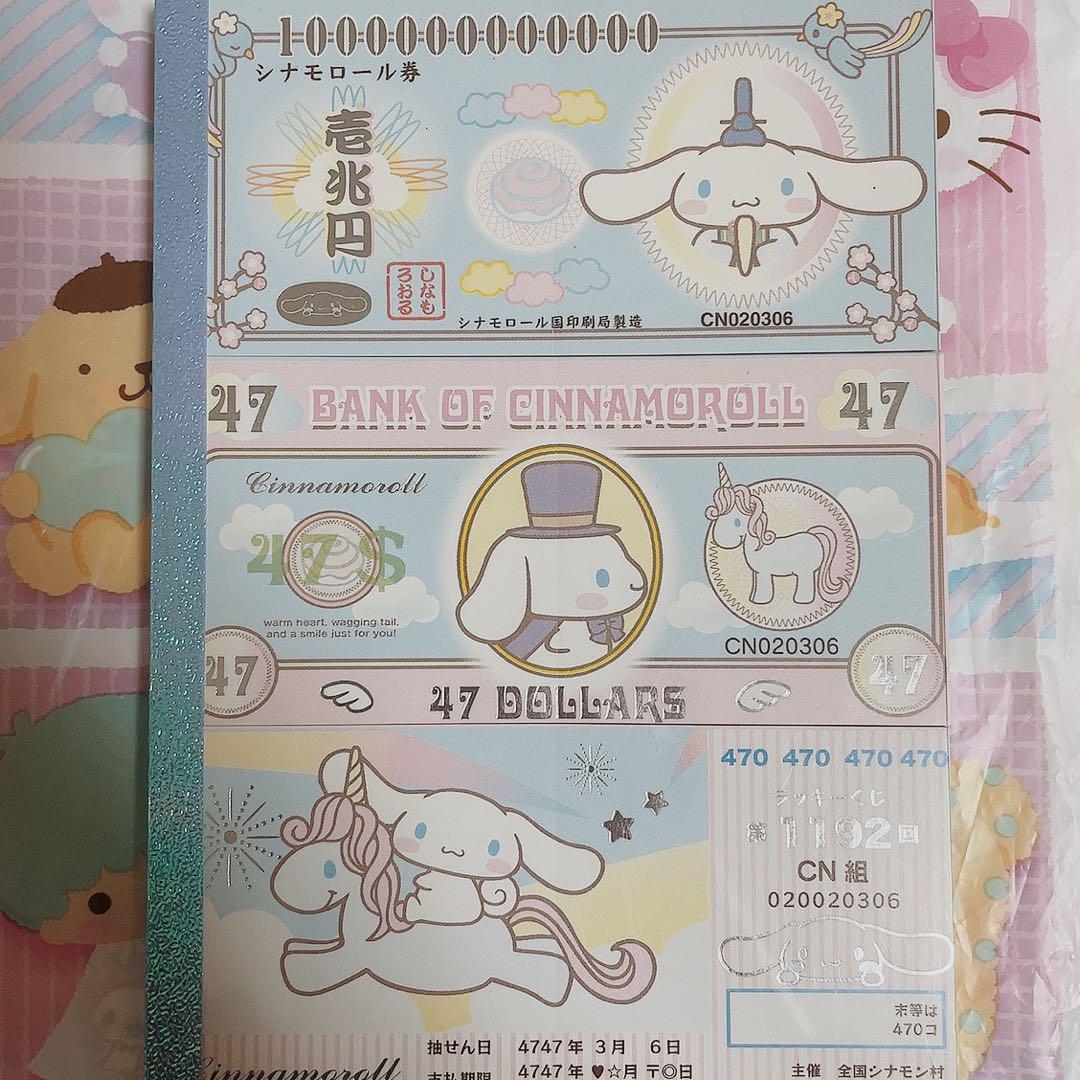 1000000000000
シナモロール券
壱兆円
しなも
ろおる
シナモロール国印刷局製造
CN020306
47 BANK OF CINNAMOROLL 47
Cinnamoroll
47$
warm heart, wagging tail,
and a smile just for you!
CN020306
47 47
47 DOLLARS
470 470 470 470
ラッキーくじ
第1192回
CN 組
020020306
末等は
470コ
抽せん日 4747年 3月 6日
支払期限 4747年 ♥☆月 〒◎日
Cinnamoroll
主催 全国シナモン村